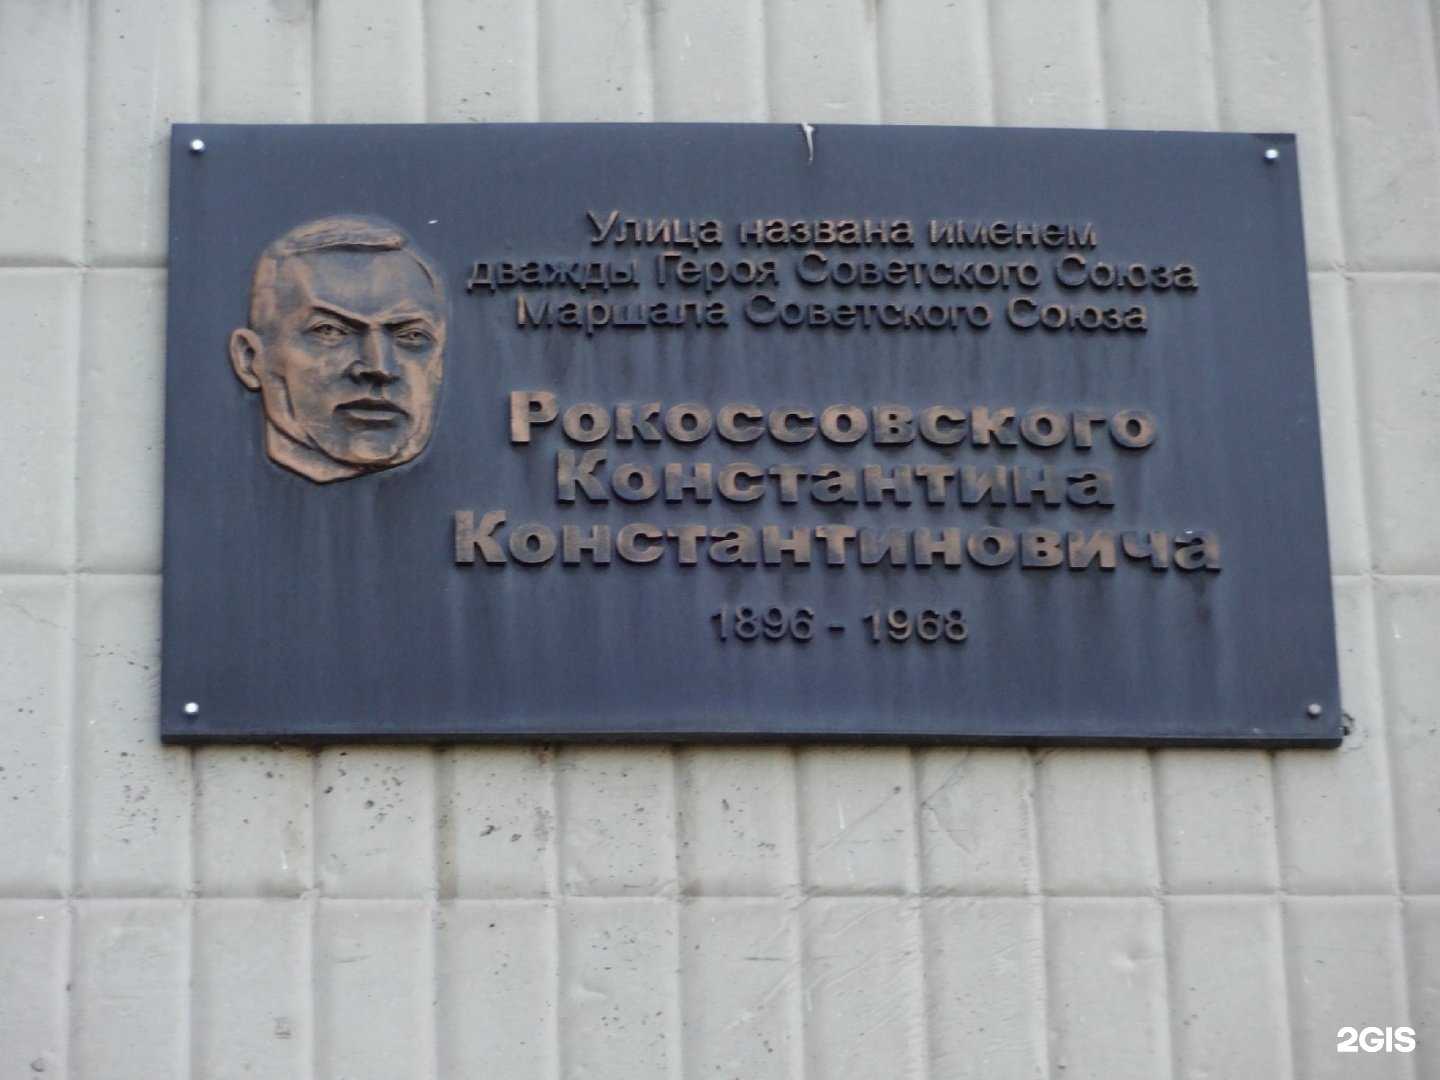 Улица названа именем
дважды Героя Советского Союза
Маршала Советского Союза
Рокоссовского
Константина
Константиновича
1896 - 1968
2GIS